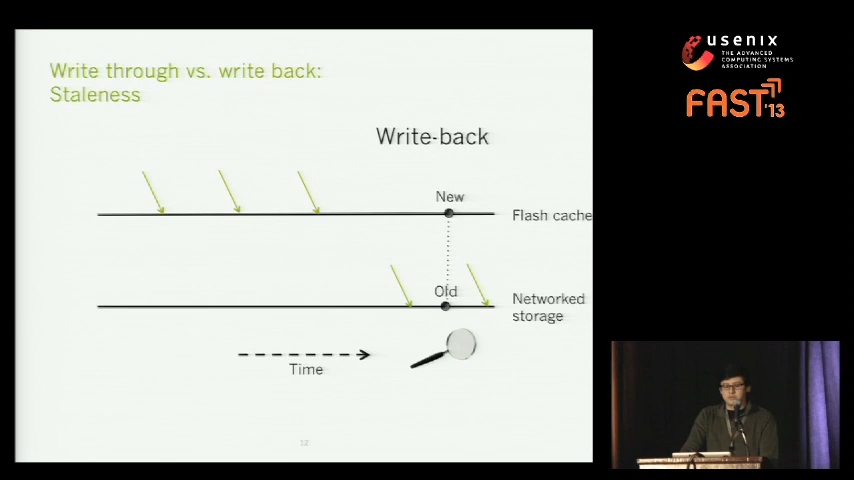 Write through vs. write back:
Staleness
Write-back
New
Flash cache
Old
Networked
storage
Time
12
usenix
THE ADVANCED
COMPUTING SYSTEMS
ASSOCIATION
FAST'13